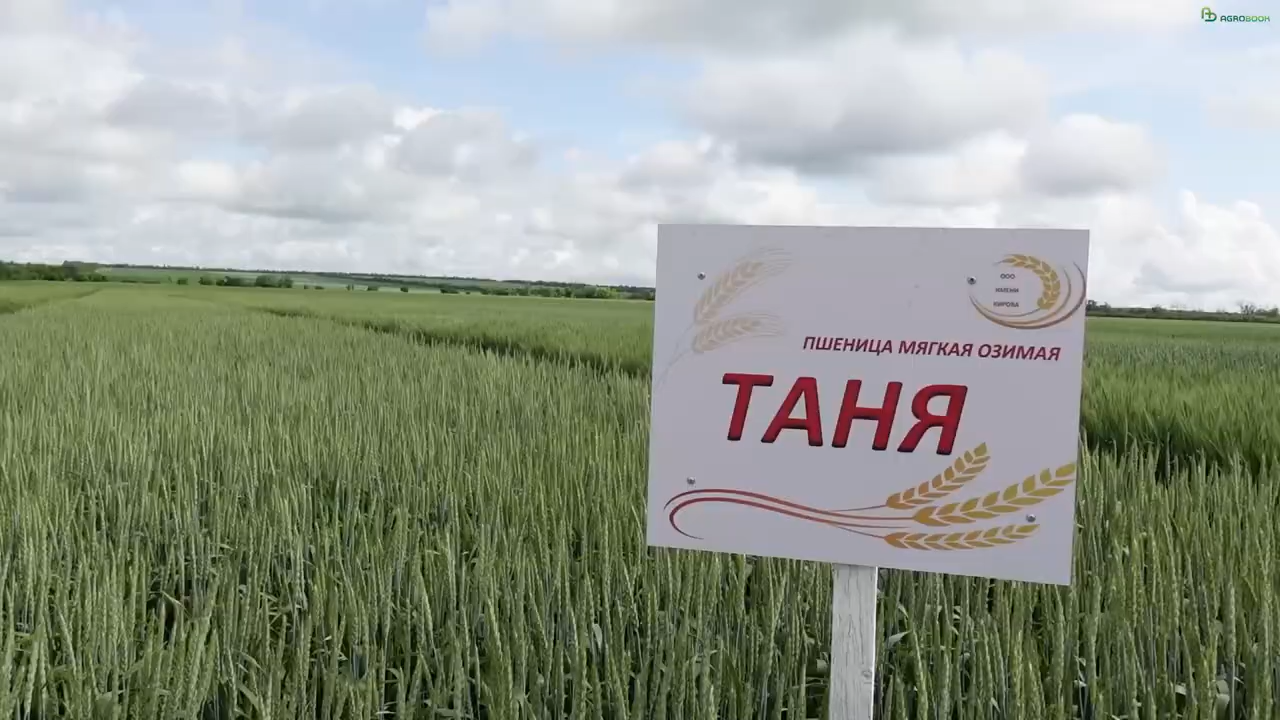 AGROBOOK
ООО
ИМЕНИ
КИРОВА
ПШЕНИЦА МЯГКАЯ ОЗИМАЯ
ТАНЯ